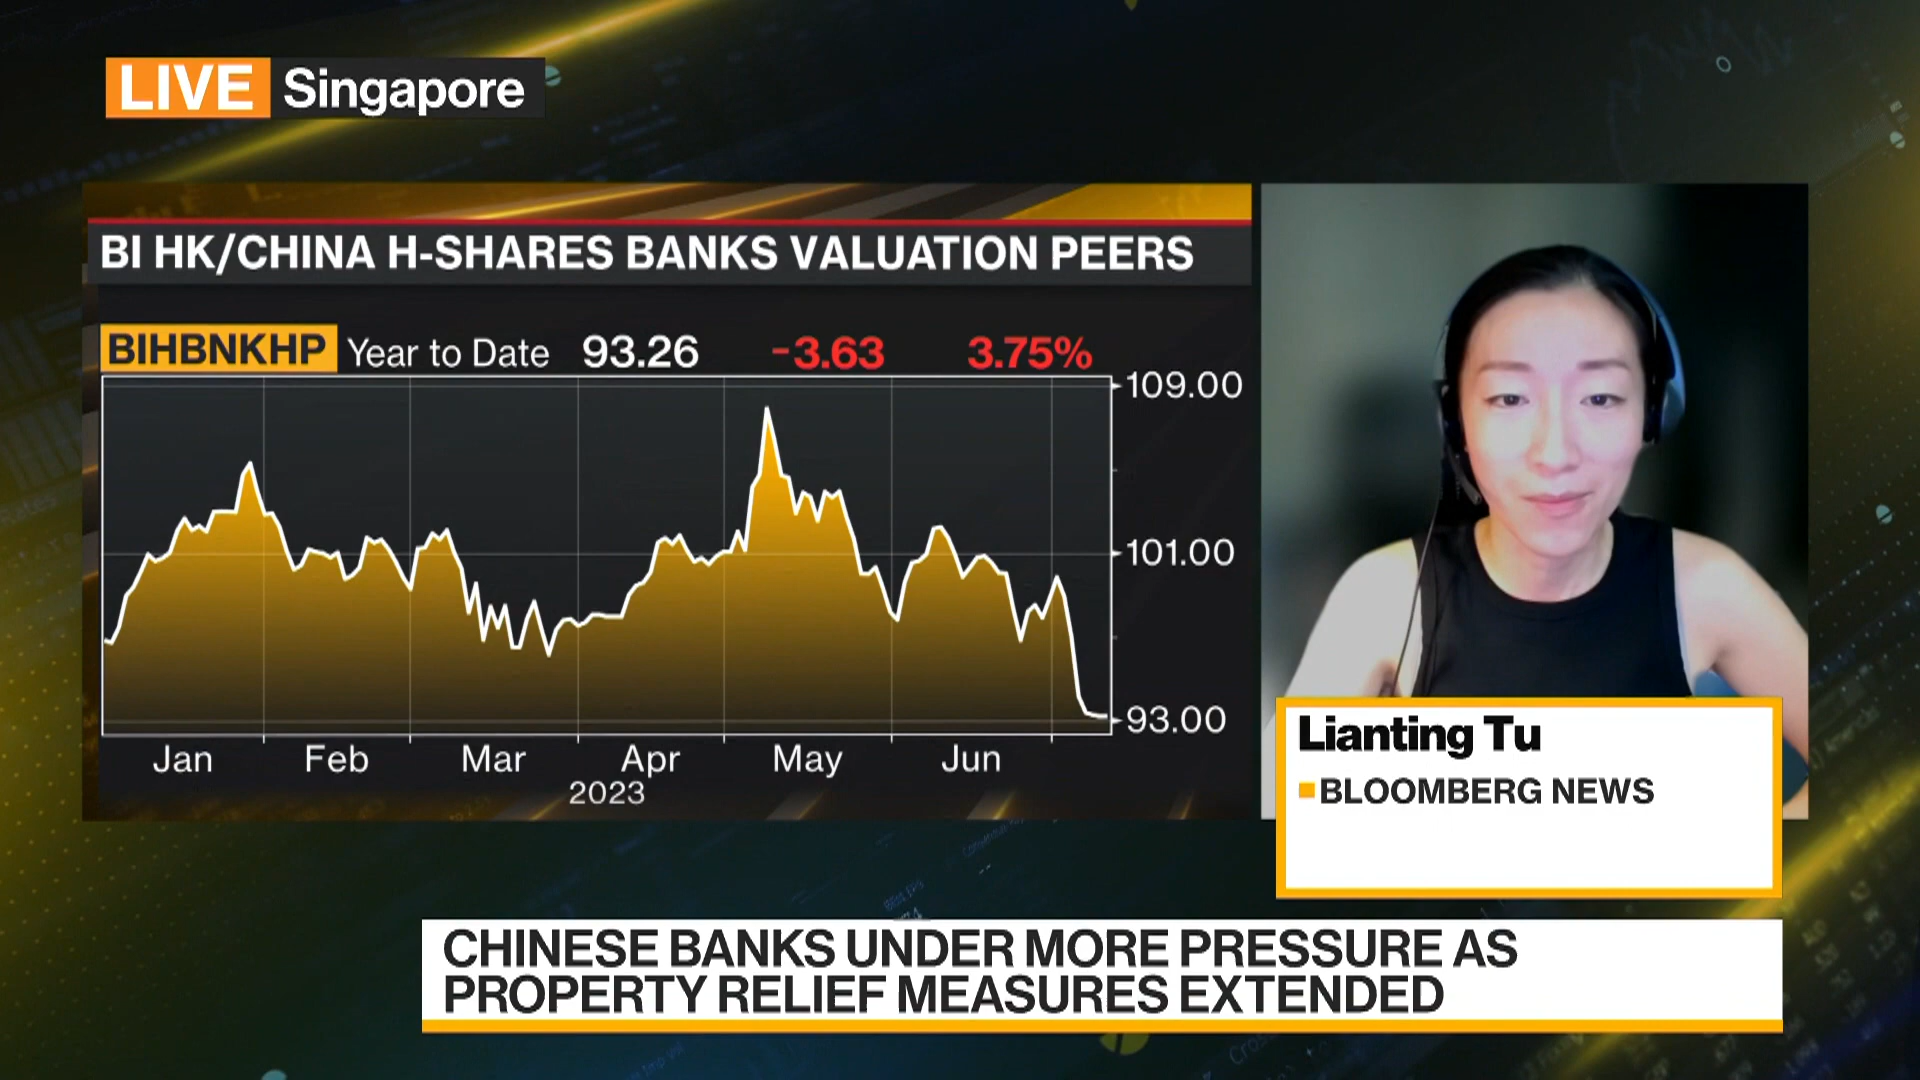 LIVE Singapore
BI HK/CHINA H-SHARES BANKS VALUATION PEERS
BIHBNKHP Year to Date 93.26 -3.63 3.75%
109.00
101.00
93.00
Jan Feb Mar Apr May Jun
2023
Lianting Tu
BLOOMBERG NEWS
CHINESE BANKS UNDER MORE PRESSURE AS
PROPERTY RELIEF MEASURES EXTENDED